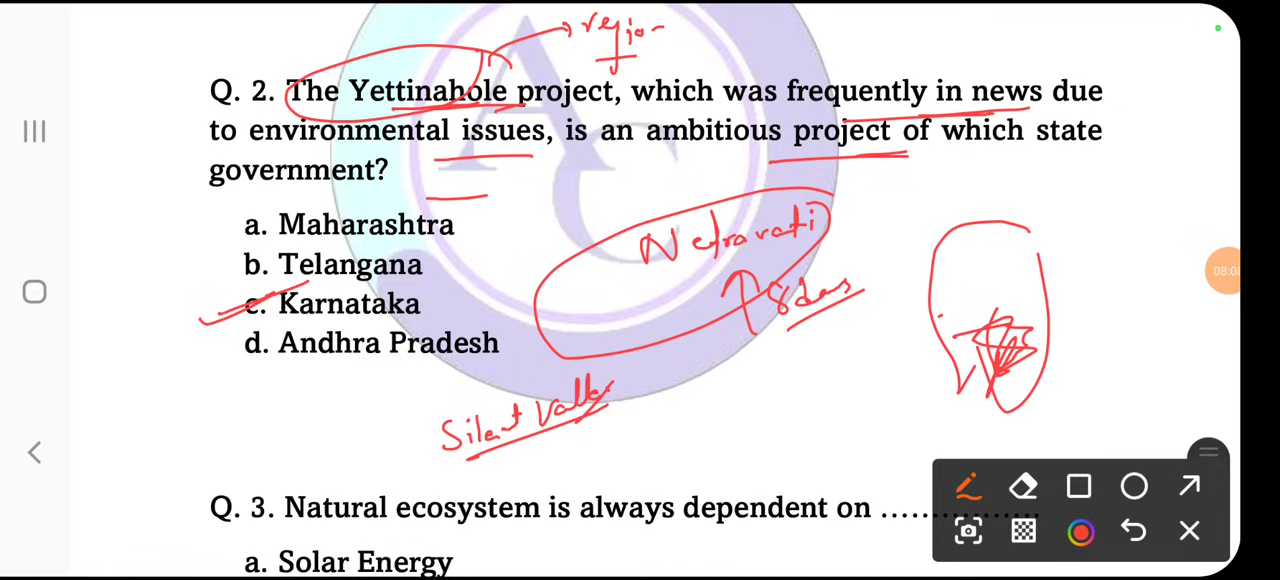 region
Q. 2. The Yettinahole project, which was frequently in news due
to environmental issues, is an ambitious project of which state
government?
a. Maharashtra
b. Telangana
c. Karnataka
d. Andhra Pradesh
Netravati
Silent Valley
Q. 3. Natural ecosystem is always dependent on ................
a. Solar Energy
AC